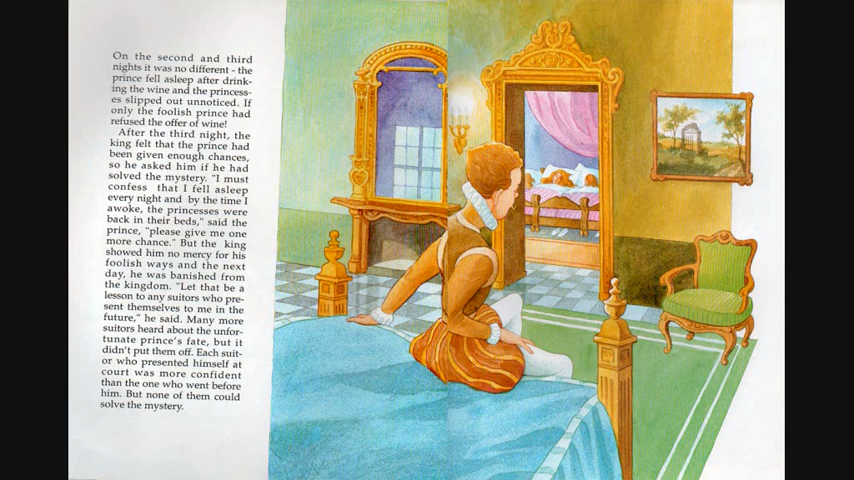 On the second and third
nights it was no different - the
prince fell asleep after drink-
ing the wine and the princess-
es slipped out unnoticed. If
only the foolish prince had
refused the offer of wine!
After the third night, the
king felt that the prince had
been given enough chances,
so he asked him if he had
solved the mystery. "I must
confess that I fell asleep
every night and by the time I
awoke, the princesses were
back in their beds," said the
prince, "please give me one
more chance." But the king
showed him no mercy for his
foolish ways and the next
day, he was banished from
the kingdom. "Let that be a
lesson to any suitors who pre-
sent themselves to me in the
future," he said. Many more
suitors heard about the unfor-
tunate prince's fate, but it
didn't put them off. Each suit-
or who presented himself at
court was more confident
than the one who went before
him. But none of them could
solve the mystery.